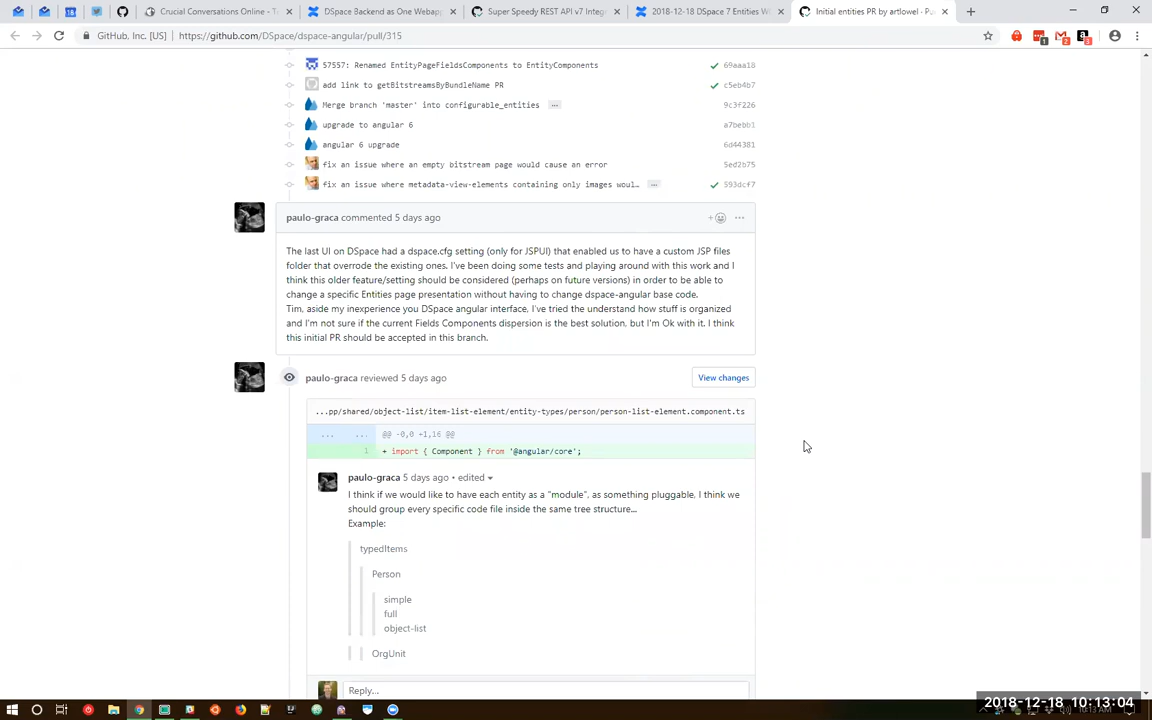 Crucial Conversations Online - T
DSpace Backend as One Webapp
Super Speedy REST API v7 Integ
2018-12-18 DSpace 7 Entities W
Initial entities PR by artlowel · Pu
GitHub, Inc. [US]
https://github.com/DSpace/dspace-angular/pull/315
57557: Renamed EntityPageFieldsComponents to EntityComponents
69aaa18
add link to getBitstreamsByBundleName PR
c5eb4b7
Merge branch 'master' into configurable_entities
...
9c3f226
upgrade to angular 6
a7bebb1
angular 6 upgrade
6d44381
fix an issue where an empty bitstream page would cause an error
5ed2b75
fix an issue where metadata-view-elements containing only images woul…
...
593dcf7
paulo-graca commented 5 days ago
The last UI on DSpace had a dspace.cfg setting (only for JSPUI) that enabled us to have a custom JSP files
folder that overrode the existing ones. I've been doing some tests and playing around with this work and I
think this older feature/setting should be considered (perhaps on future versions) in order to be able to
change a specific Entities page presentation without having to change dspace-angular base code.
Tim, aside my inexperience you DSpace angular interface, I've tried the understand how stuff is organized
and I'm not sure if the current Fields Components dispersion is the best solution, but I'm Ok with it. I think
this initial PR should be accepted in this branch.
paulo-graca reviewed 5 days ago
View changes
...pp/shared/object-list/item-list-element/entity-types/person/person-list-element.component.ts
... ... @@ -0,0 +1,16 @@
1 + import { Component } from '@angular/core';
paulo-graca 5 days ago • edited
I think if we would like to have each entity as a "module", as something pluggable, I think we
should group every specific code file inside the same tree structure...
Example:
typedItems
Person
simple
full
object-list
OrgUnit
Reply...
2018-12-18 10:13:04
10:13 AM